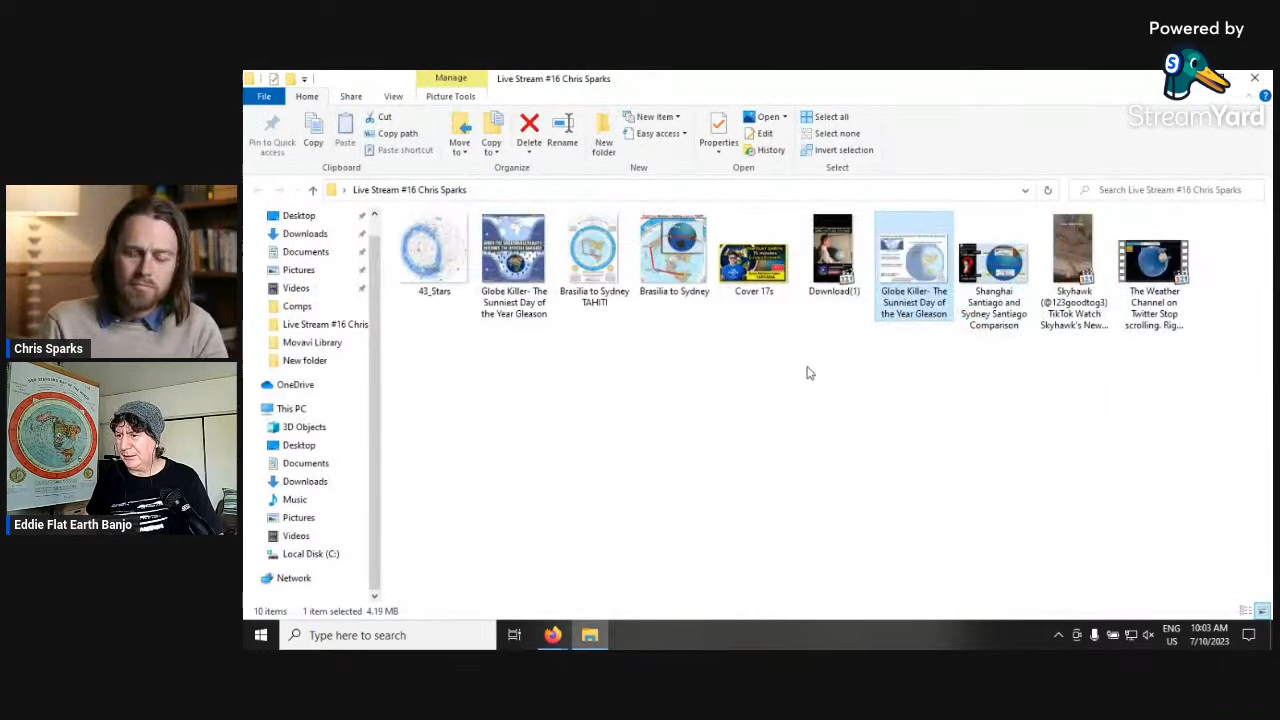 Powered by
StreamYard
Manage
Live Stream #16 Chris Sparks
File
Home
Share
View
Picture Tools
Pin to Quick
access
Copy
Paste
Cut
Copy path
Paste shortcut
Clipboard
Move
to
Copy
to
Delete
Rename
Organize
New
folder
New item
Easy access
New
Properties
Open
Edit
History
Open
Select all
Select none
Invert selection
Select
Live Stream #16 Chris Sparks
Search Live Stream #16 Chris Sparks
Desktop
Downloads
Documents
Pictures
Videos
Comps
Live Stream #16 Chris
Movavi Library
New folder
OneDrive
This PC
3D Objects
Desktop
Documents
Downloads
Music
Pictures
Videos
Local Disk (C:)
Network
43_Stars
Globe Killer- The
Sunniest Day of
the Year Gleason
Brasilia to Sydney
TAHITI
Brasilia to Sydney
Cover 17s
Download(1)
Globe Killer- The
Sunniest Day of
the Year Gleason
Shanghai
Santiago and
Sydney Santiago
Comparison
Skyhawk
(@123goodtog3)
TikTok Watch
Skyhawk's New...
The Weather
Channel on
Twitter Stop
scrolling. Rig...
10 items
1 item selected 4.19 MB
Type here to search
ENG
US
10:03 AM
7/10/2023
Chris Sparks
Eddie Flat Earth Banjo